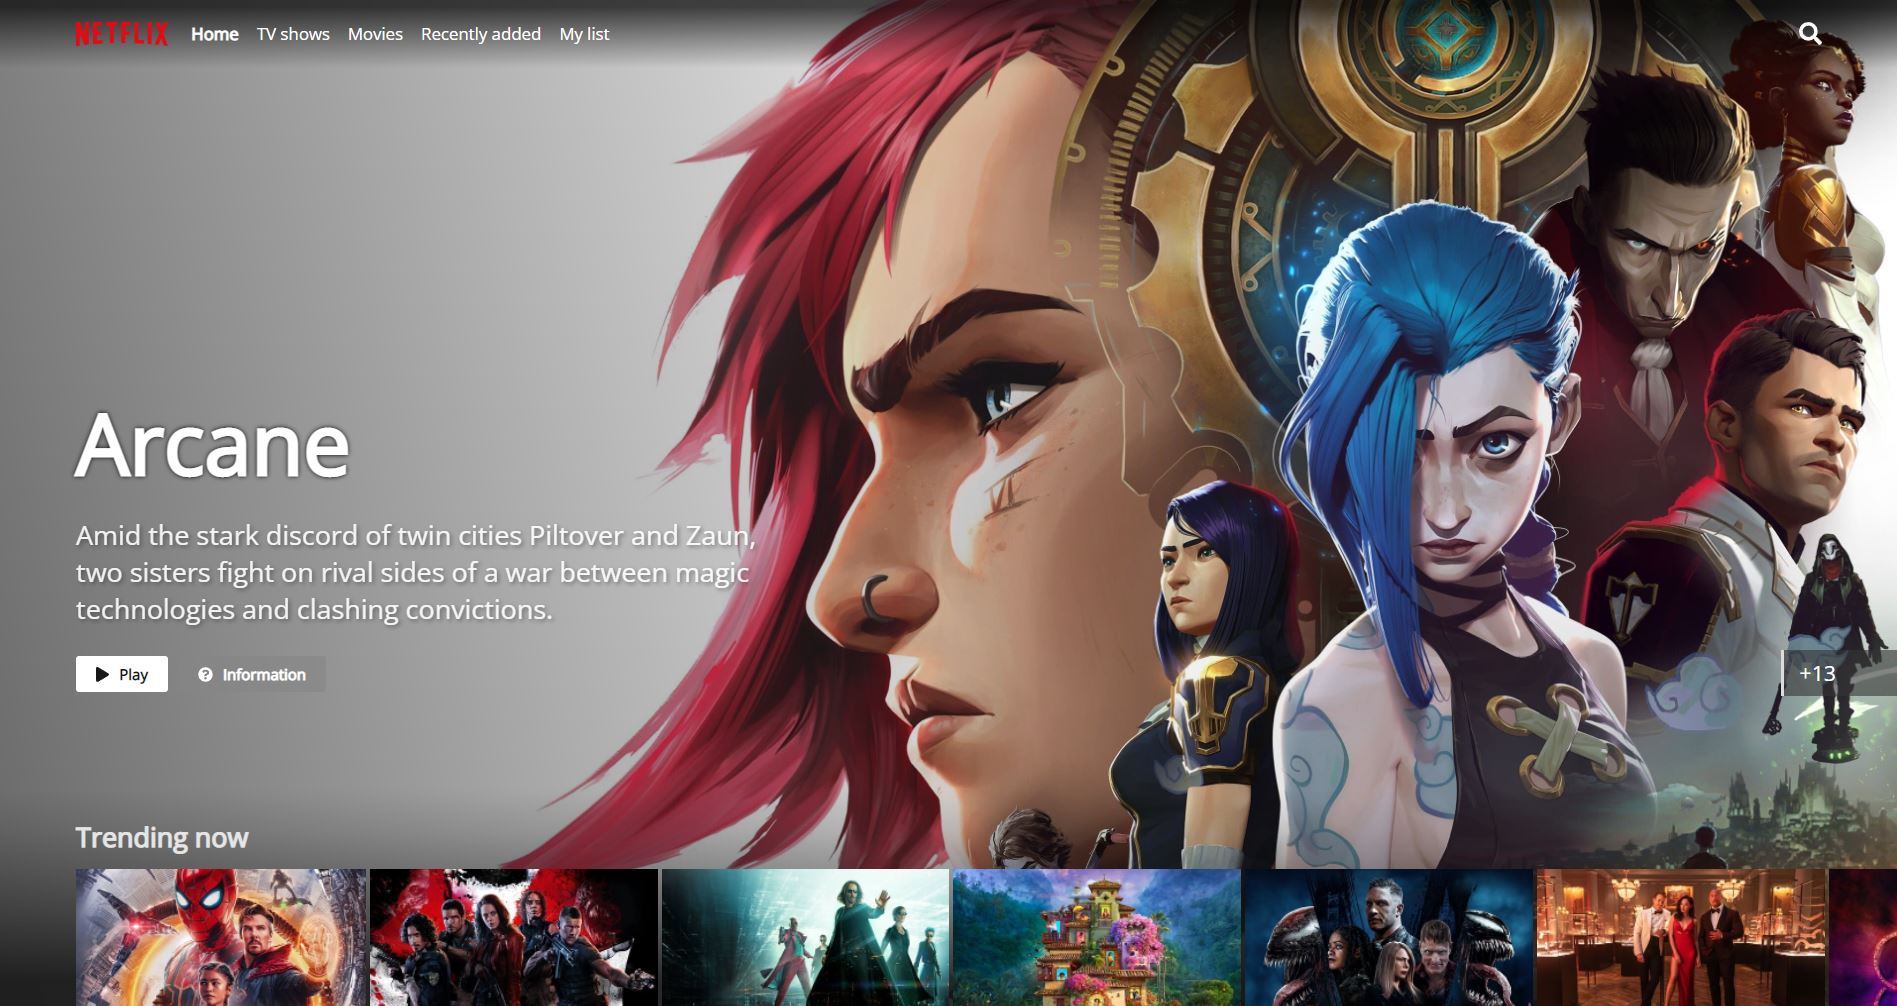 NETFLIX Home TV shows Movies Recently added My list
Arcane
Amid the stark discord of twin cities Piltover and Zaun,
two sisters fight on rival sides of a war between magic
technologies and clashing convictions.
Play Information
+13
Trending now